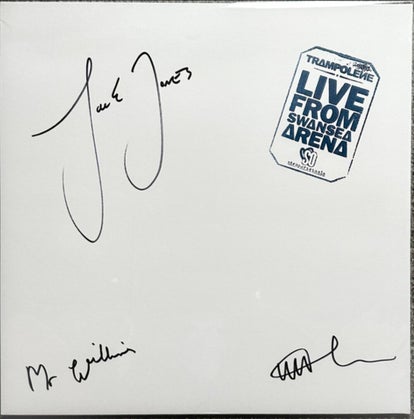 Jack Jones
TRAMPOLENE
LIVE
FROM
SWANSEA
ARENA
Mr Williams